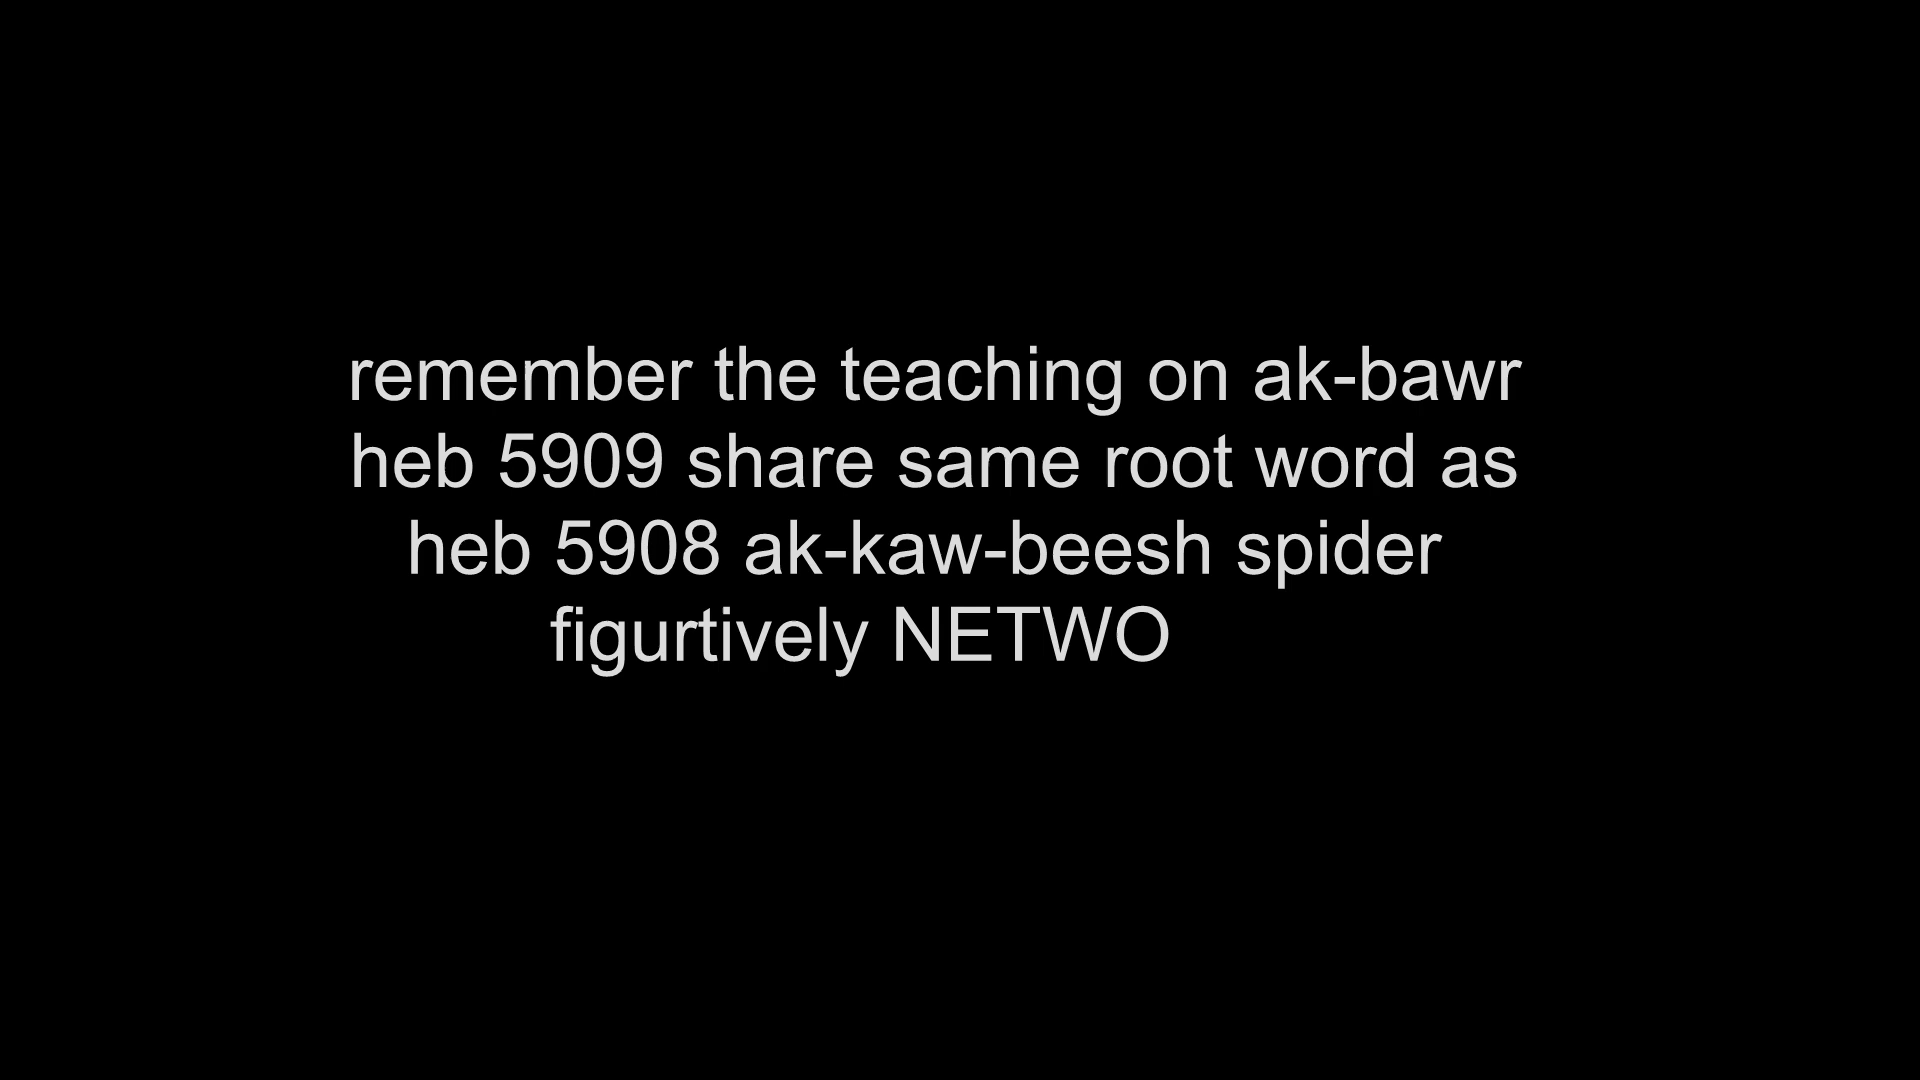 remember the teaching on ak-bawr
heb 5909 share same root word as
heb 5908 ak-kaw-beesh spider
figurtively NETWO